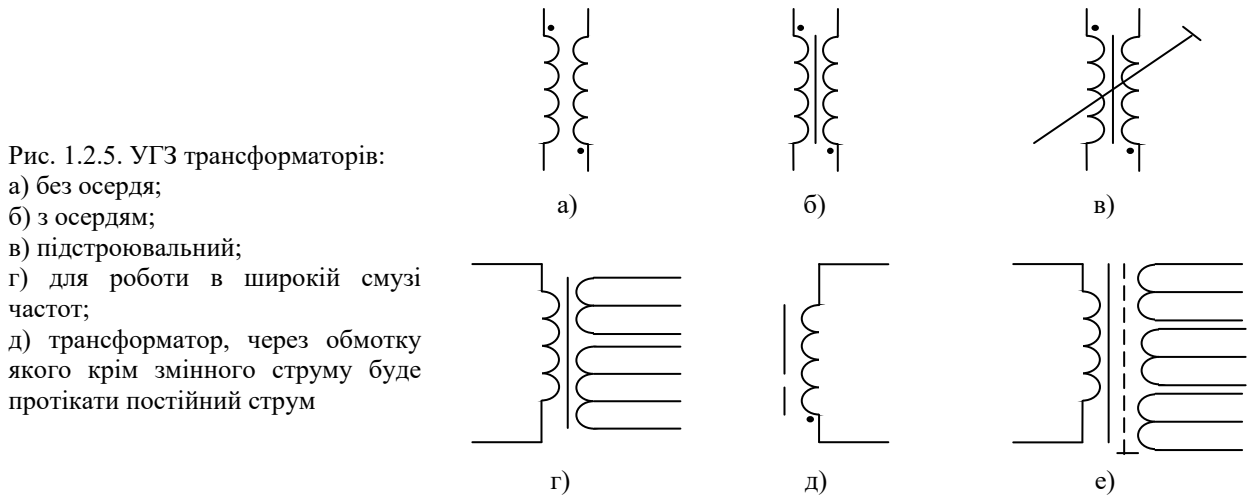 Рис. 1.2.5. УГЗ трансформаторів:
а) без осердя;
б) з осердям;
в) підстроювальний;
г) для роботи в широкій смузі
частот;
д) трансформатор, через обмотку
якого крім змінного струму буде
протікати постійний струм
а)
б)
в)
г)
д)
е)